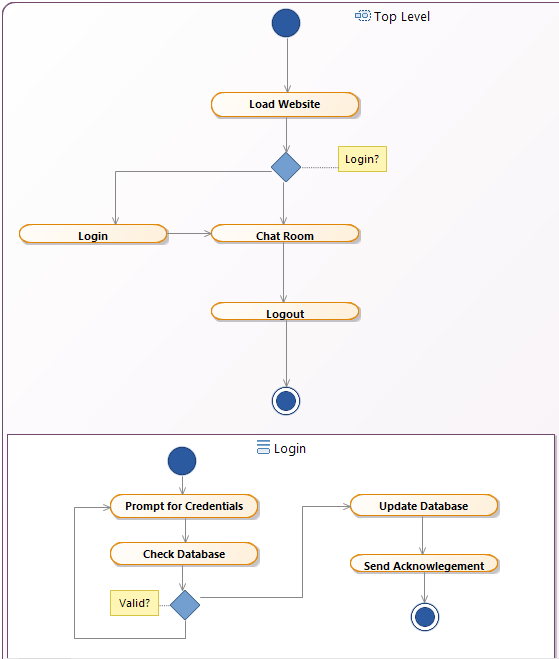 Top Level
Load Website
Login?
Login
Chat Room
Logout
Login
Prompt for Credentials
Update Database
Check Database
Send Acknowlegement
Valid?